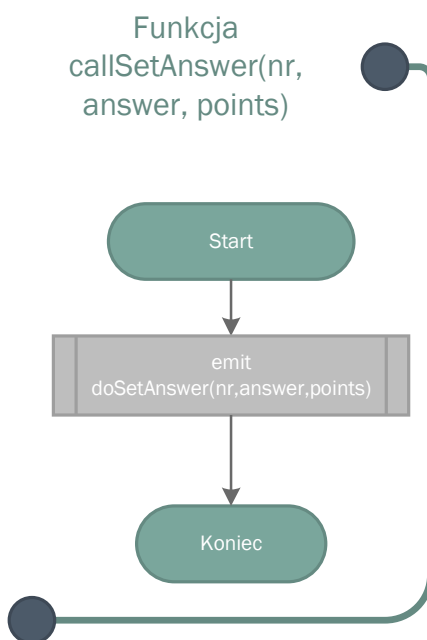 Funkcja
callSetAnswer(nr,
answer, points)
Start
emit
doSetAnswer(nr,answer,points)
Koniec